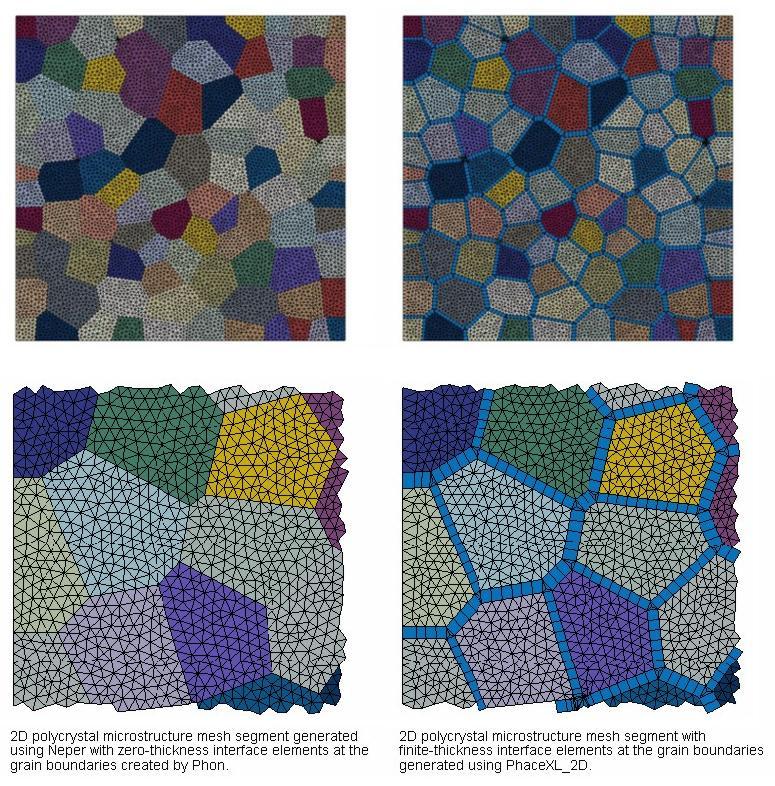 2D polycrystal microstructure mesh segment generated
using Neper with zero-thickness interface elements at the
grain boundaries created by Phon.
2D polycrystal microstructure mesh segment with
finite-thickness interface elements at the grain boundaries
generated using PhaceXL_2D.